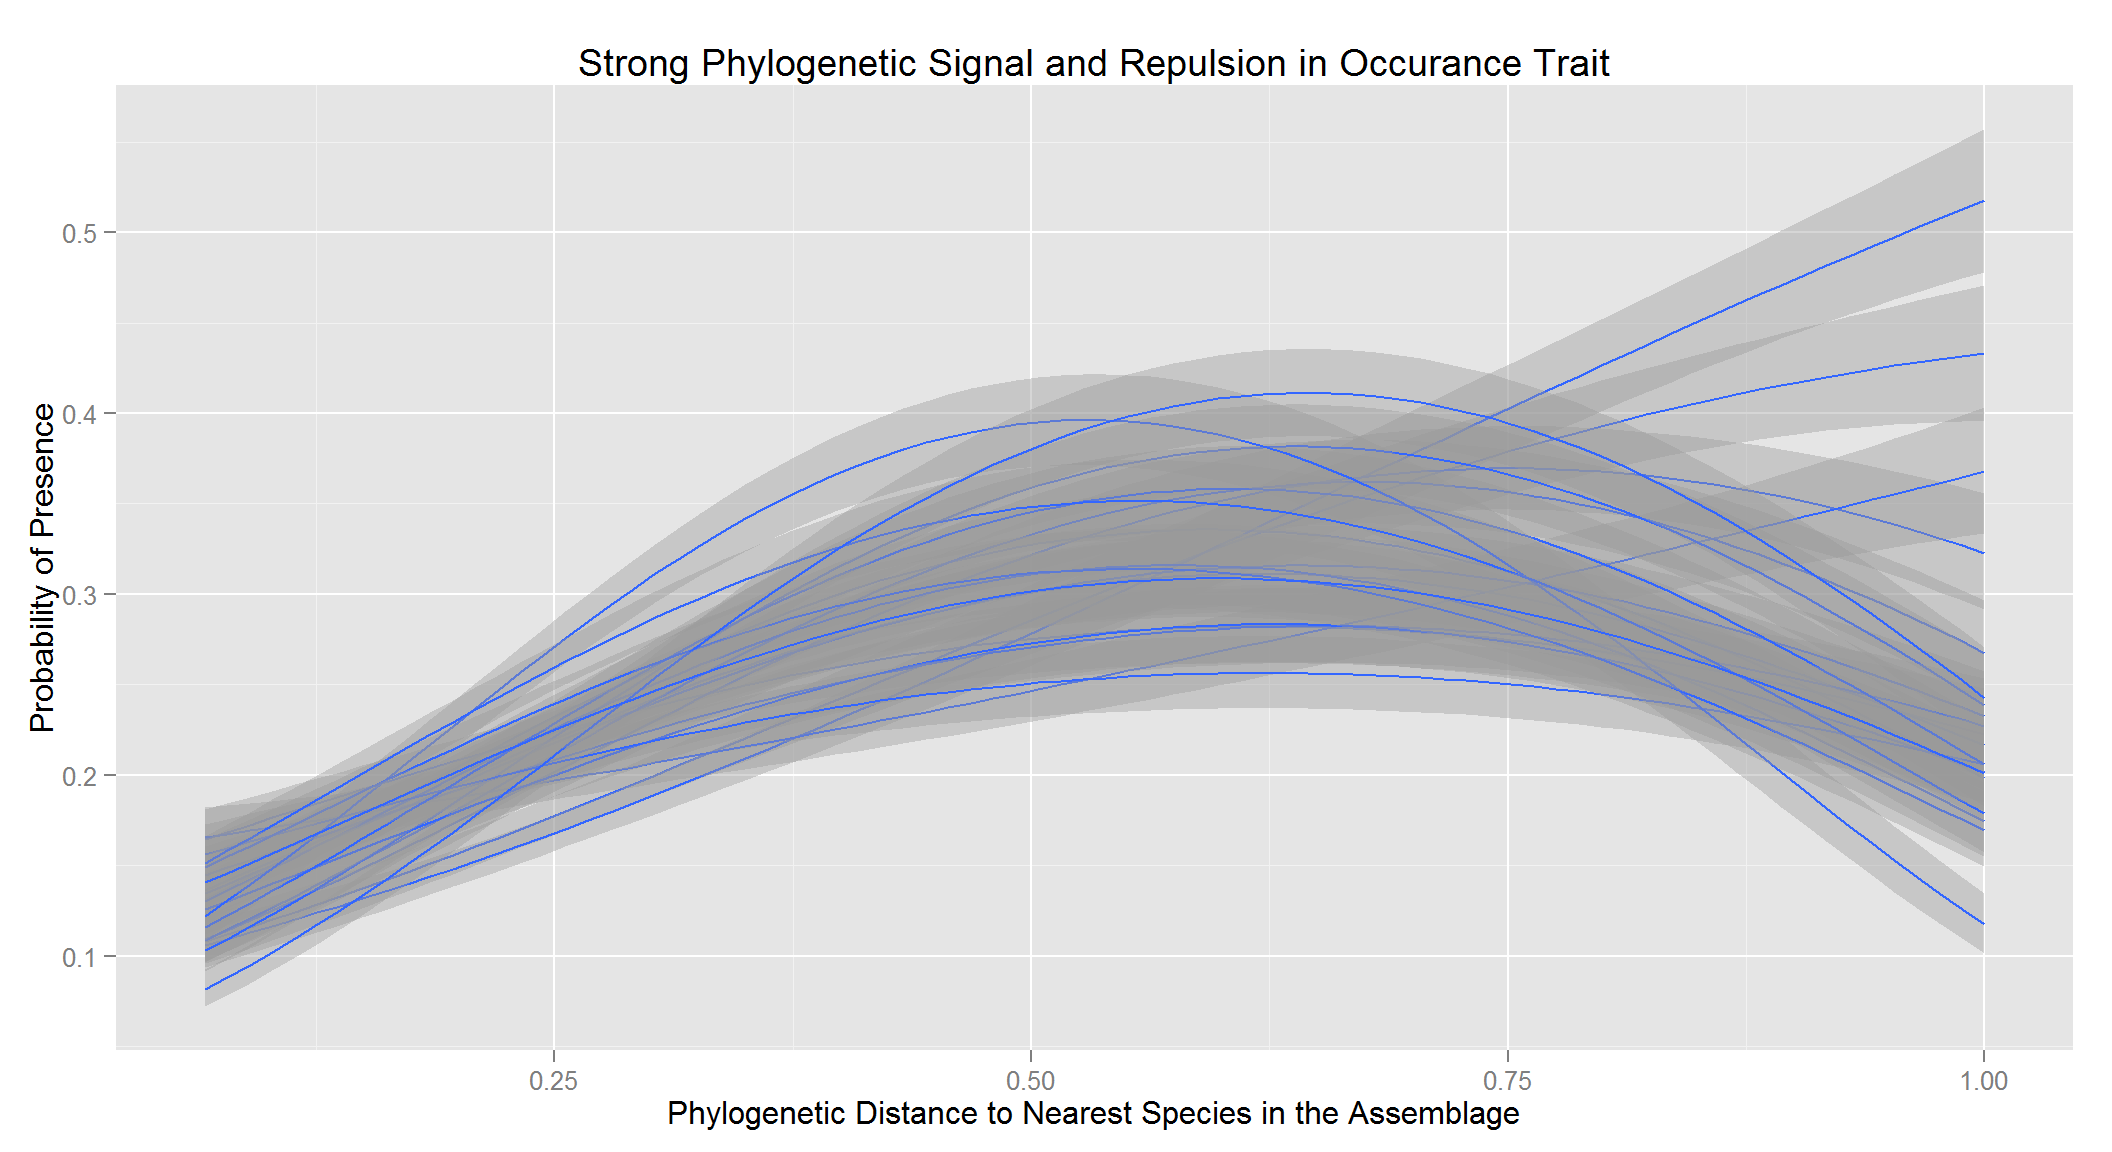 Strong Phylogenetic Signal and Repulsion in Occurance Trait
Probability of Presence
0.5
0.4
0.3
0.2
0.1
0.25 0.50 0.75 1.00
Phylogenetic Distance to Nearest Species in the Assemblage